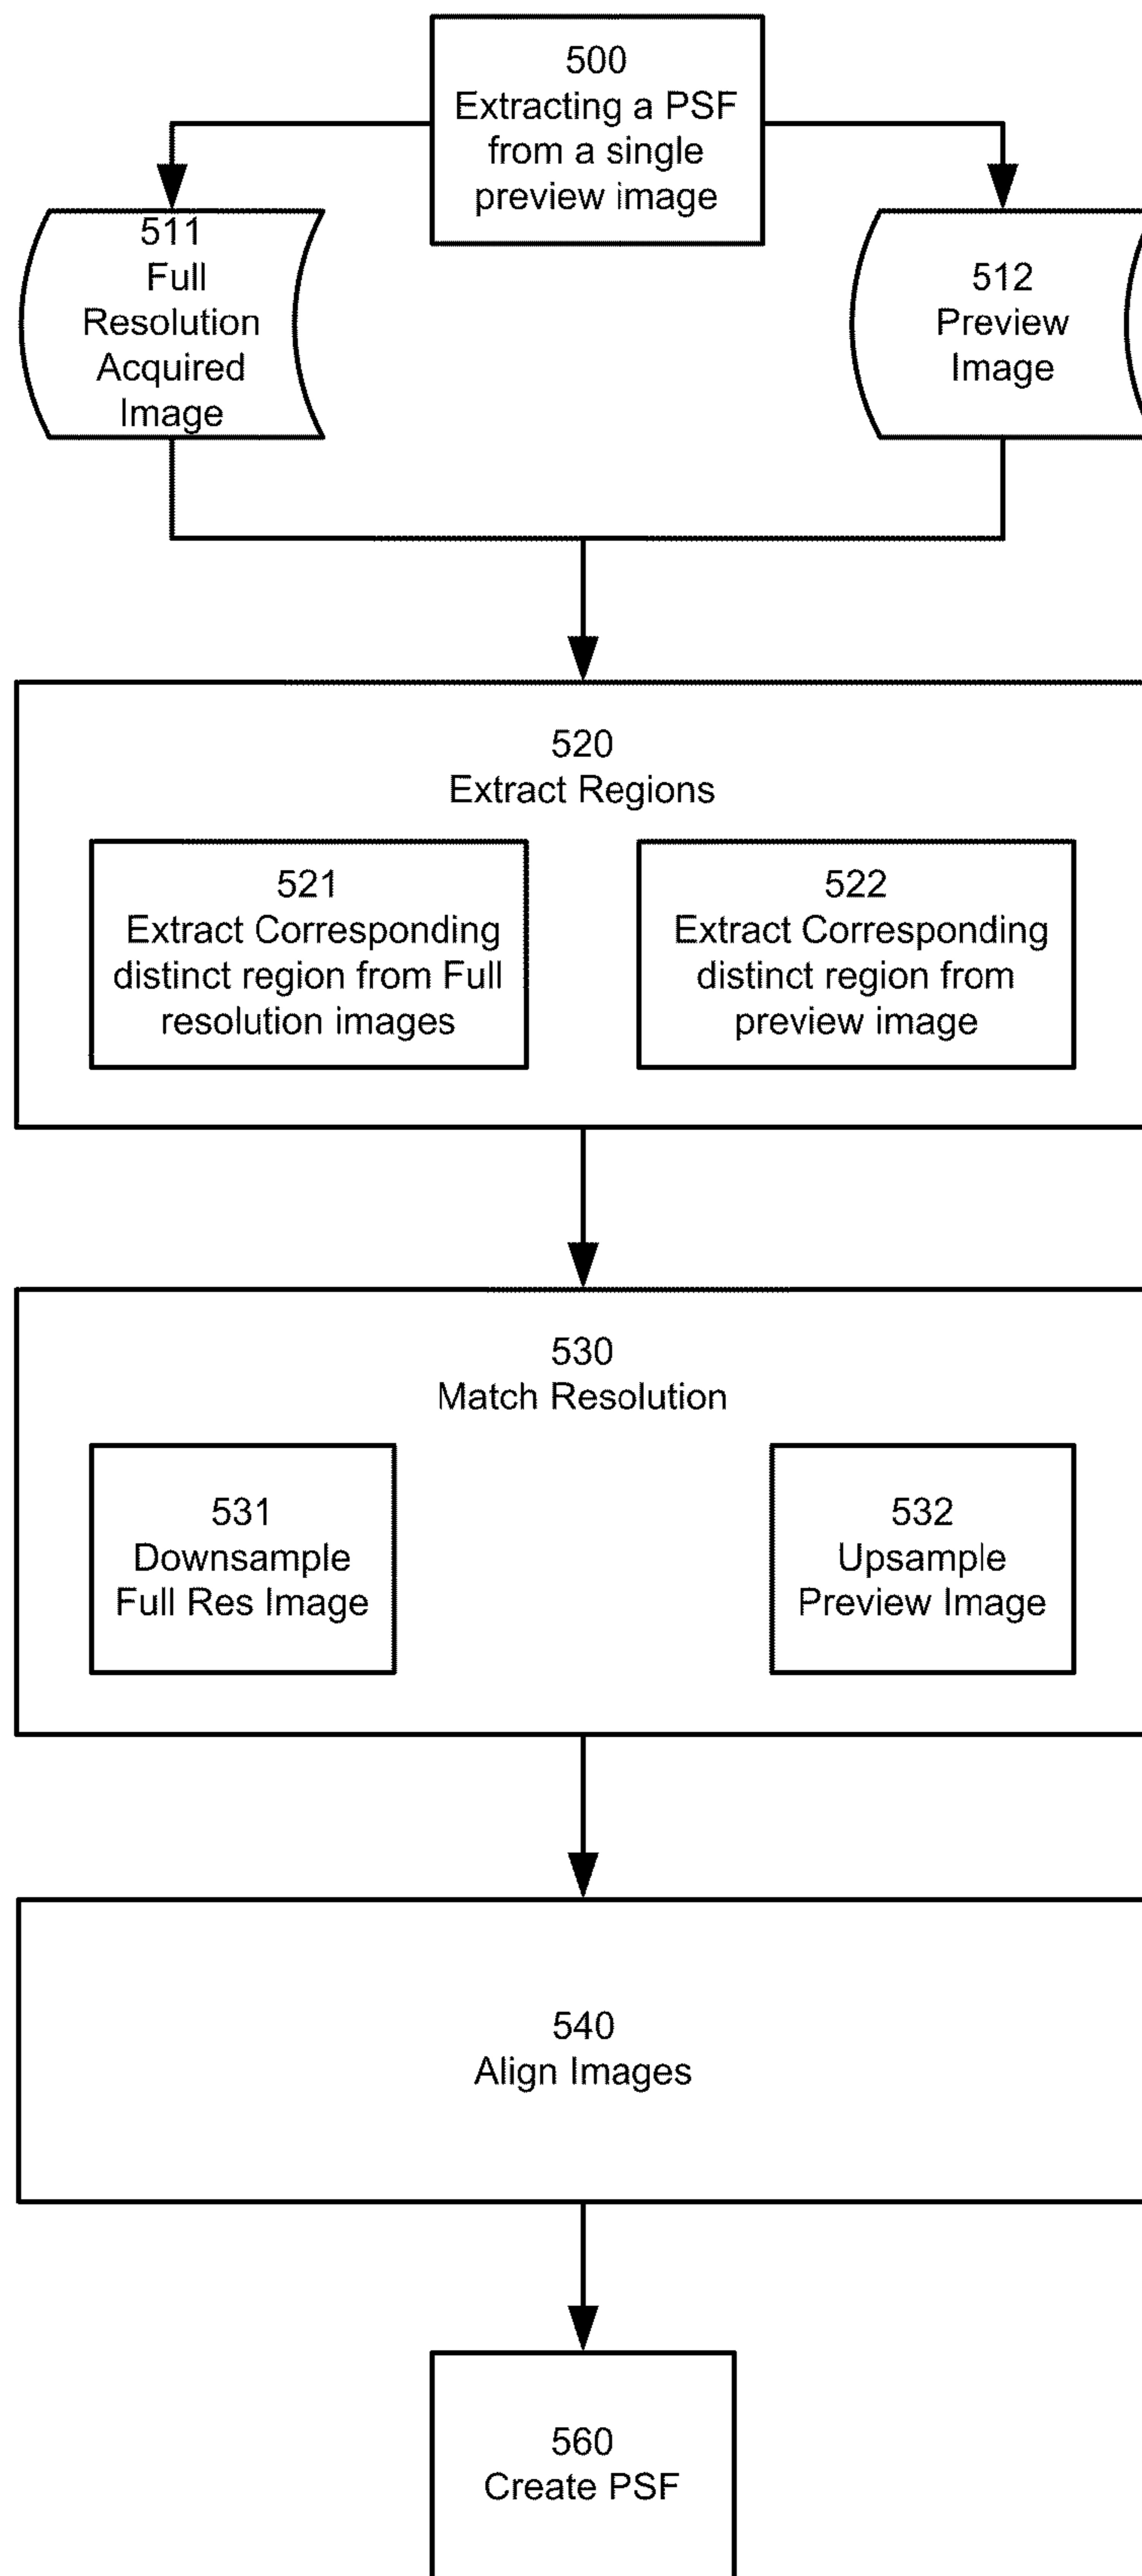 500
Extracting a PSF
from a single
preview image
511
Full
Resolution
Acquired
Image
512
Preview
Image
520
Extract Regions
521
Extract Corresponding
distinct region from Full
resolution images
522
Extract Corresponding
distinct region from
preview image
530
Match Resolution
531
Downsample
Full Res Image
532
Upsample
Preview Image
540
Align Images
560
Create PSF